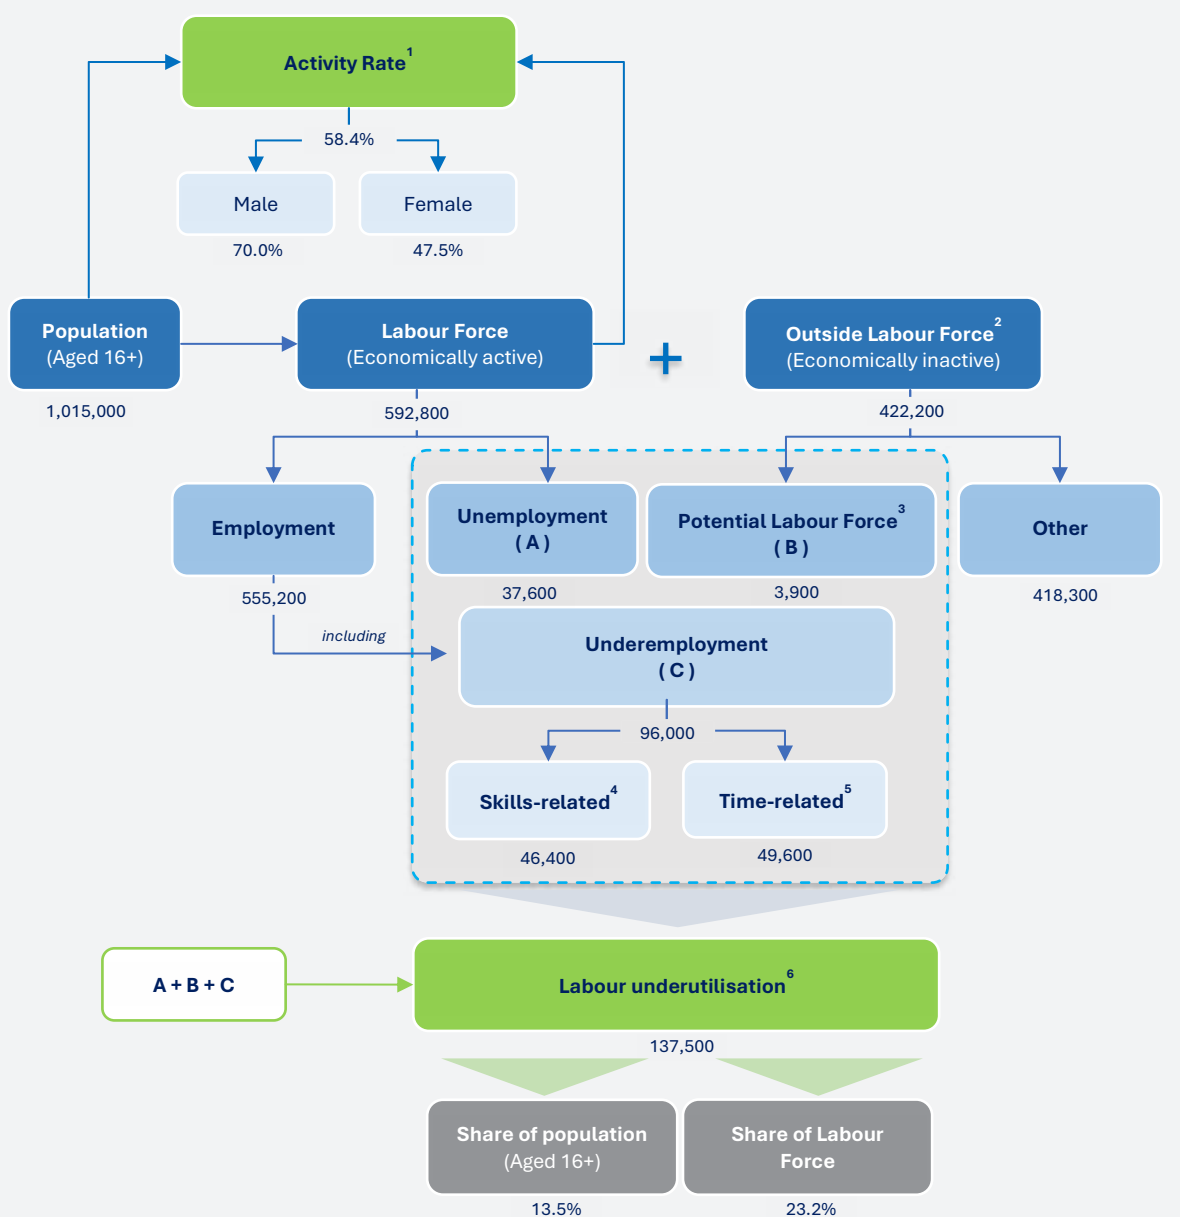 Activity Rate¹
58.4%
Male
Female
70.0%
47.5%
Population
(Aged 16+)
1,015,000
Labour Force
(Economically active)
592,800
+
Outside Labour Force²
(Economically inactive)
422,200
Employment
555,200
Unemployment
( A )
37,600
Potential Labour Force³
( B )
3,900
Other
418,300
including
Underemployment
( C )
96,000
Skills-related⁴
46,400
Time-related⁵
49,600
A + B + C
Labour underutilisation⁶
137,500
Share of population
(Aged 16+)
13.5%
Share of Labour
Force
23.2%